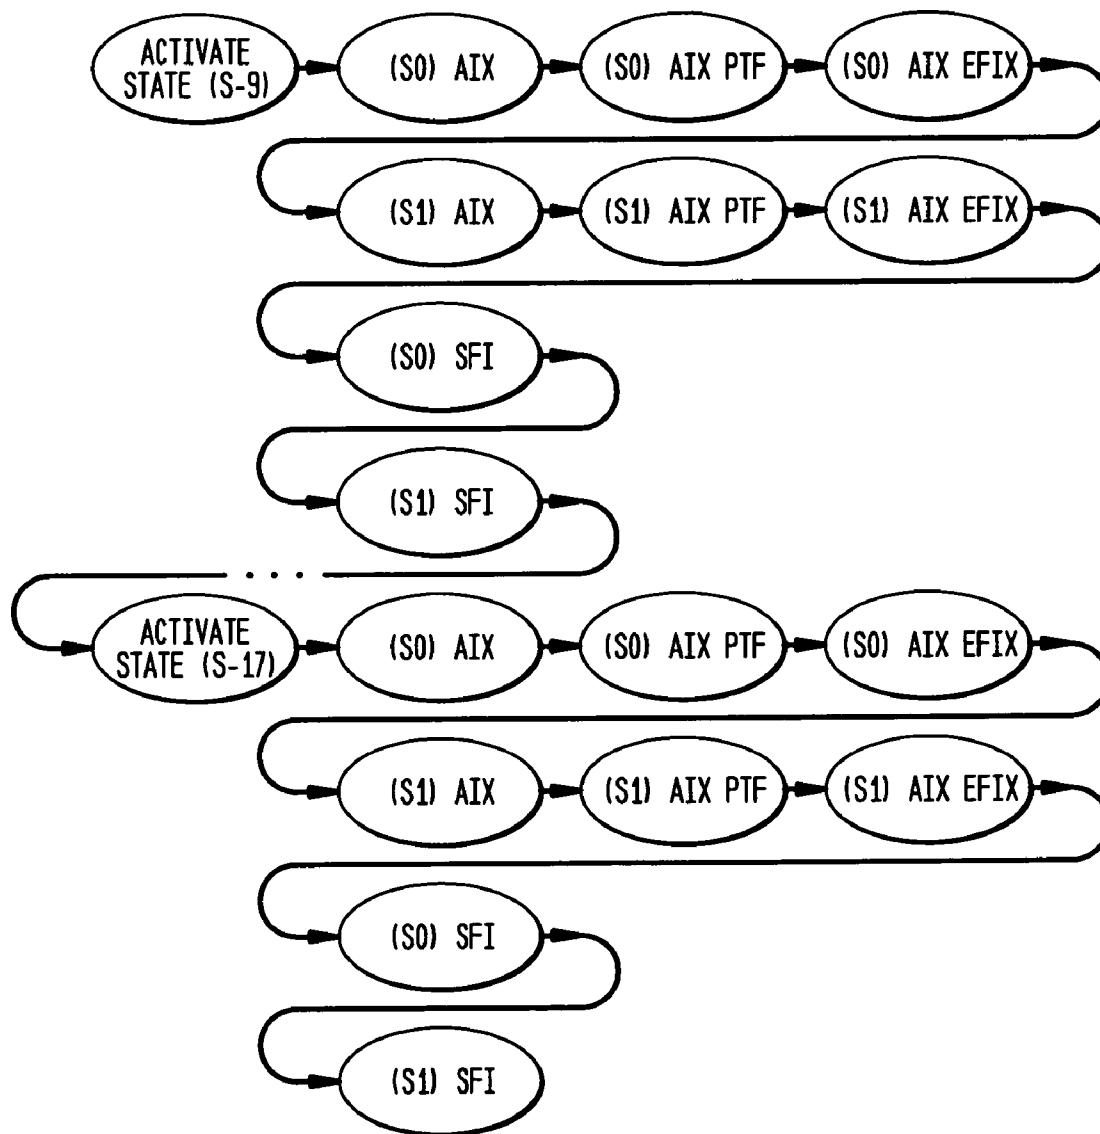 ACTIVATE
STATE (S-9)
(S0) AIX
(S0) AIX PTF
(S0) AIX EFIX
(S1) AIX
(S1) AIX PTF
(S1) AIX EFIX
(S0) SFI
(S1) SFI
. . .
ACTIVATE
STATE (S-17)
(S0) AIX
(S0) AIX PTF
(S0) AIX EFIX
(S1) AIX
(S1) AIX PTF
(S1) AIX EFIX
(S0) SFI
(S1) SFI